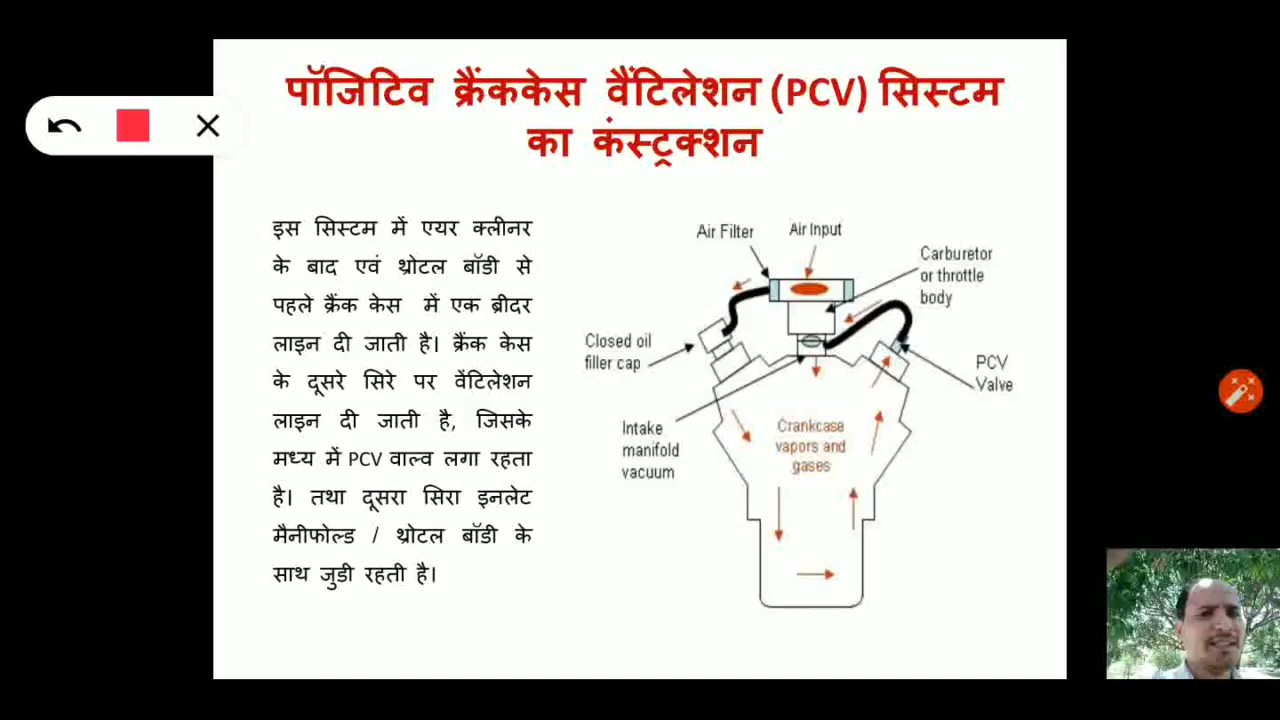 पॉजिटिव क्रैंककेस वैंटिलेशन (PCV) सिस्टम
का कंस्ट्रक्शन
इस सिस्टम में एयर क्लीनर
के बाद एवं थ्रोटल बॉडी से
पहले क्रैंक केस में एक ब्रीदर
लाइन दी जाती है। क्रैंक केस
के दूसरे सिरे पर वेंटिलेशन
लाइन दी जाती है, जिसके
मध्य में PCV वाल्व लगा रहता
है। तथा दूसरा सिरा इनलेट
मैनीफोल्ड / थ्रोटल बॉडी के
साथ जुडी रहती है।
Air Filter
Air Input
Carburetor
or throttle
body
Closed oil
filler cap
PCV
Valve
Intake
manifold
vacuum
Crankcase
vapors and
gases